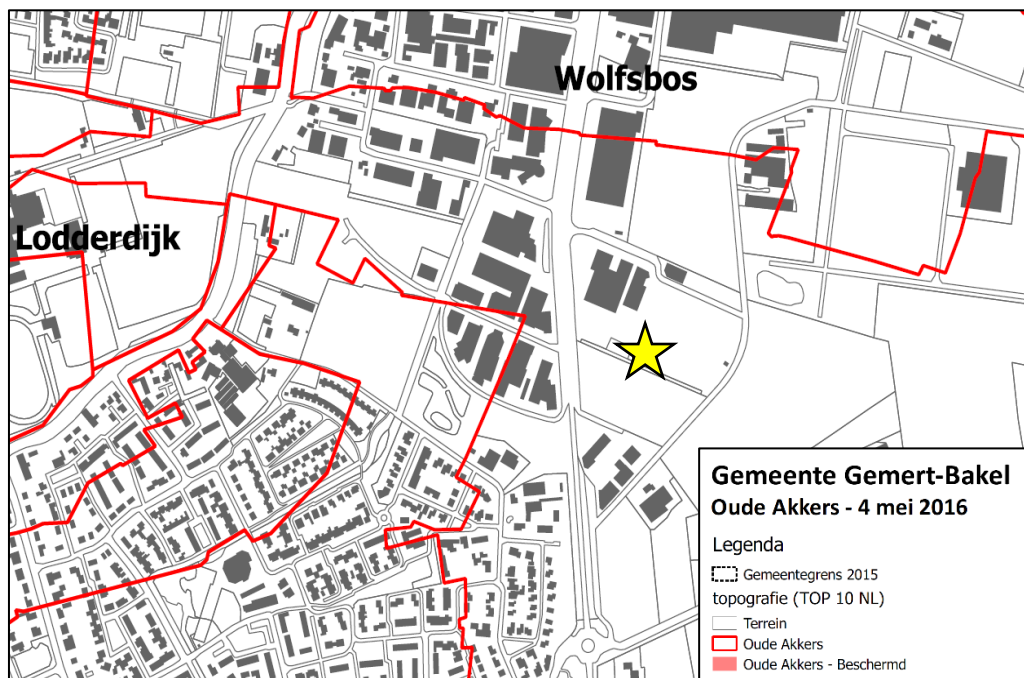 Wolfsbos
Lodderdijk
Gemeente Gemert-Bakel
Oude Akkers - 4 mei 2016
Legenda
Gemeentegrens 2015
topografie (TOP 10 NL)
Terrein
Oude Akkers
Oude Akkers - Beschermd